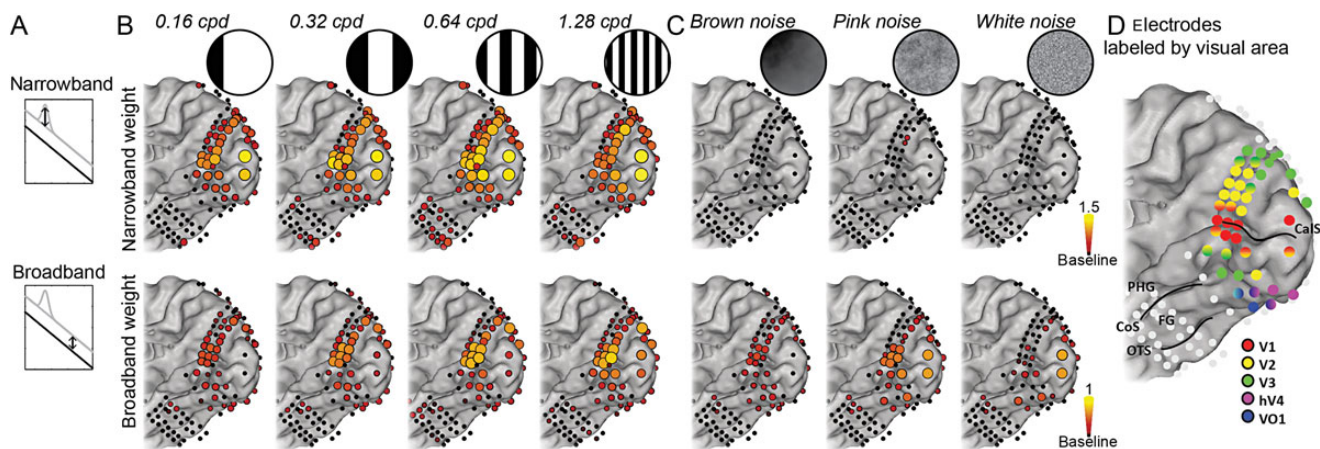 A
B
0.16 cpd
0.32 cpd
0.64 cpd
1.28 cpd
C
Brown noise
Pink noise
White noise
D Electrodes
labeled by visual area
Narrowband
Narrowband weight
1.5
Baseline
CalS
PHG
CoS
FG
OTS
Broadband
Broadband weight
1
Baseline
V1
V2
V3
hV4
VO1